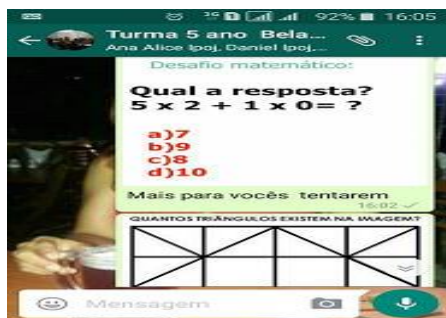 92% 16:05
Turma 5 ano Bela...
Ana Alice Ipoj, Daniel Ipoj,...
Desafio matemático:
Qual a resposta?
5 x 2 + 1 x 0= ?
a)7
b)9
c)8
d)10
Mais para vocês tentarem
16:02
QUANTOS TRIÂNGULOS EXISTEM NA IMAGEM?
Mensagem